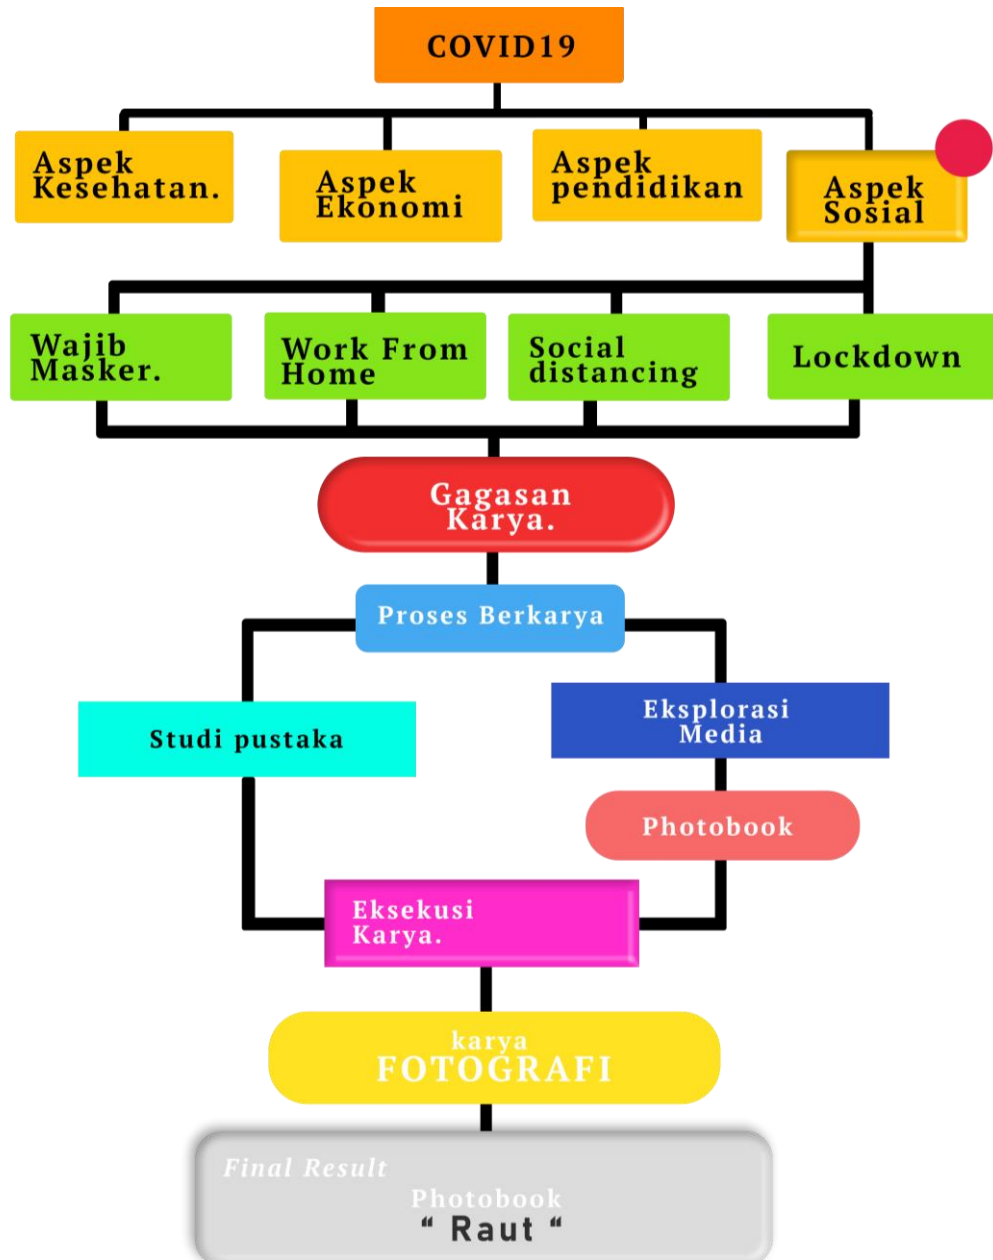 COVID19
Aspek
Kesehatan.
Aspek
Ekonomi
Aspek
pendidikan
Aspek
Sosial
Wajib
Masker.
Work From
Home
Social
distancing
Lockdown
Gagasan
Karya.
Proses Berkarya
Studi pustaka
Eksplorasi
Media
Photobook
Eksekusi
Karya.
karya
FOTOGRAFI
Final Result
Photobook
“ Raut “